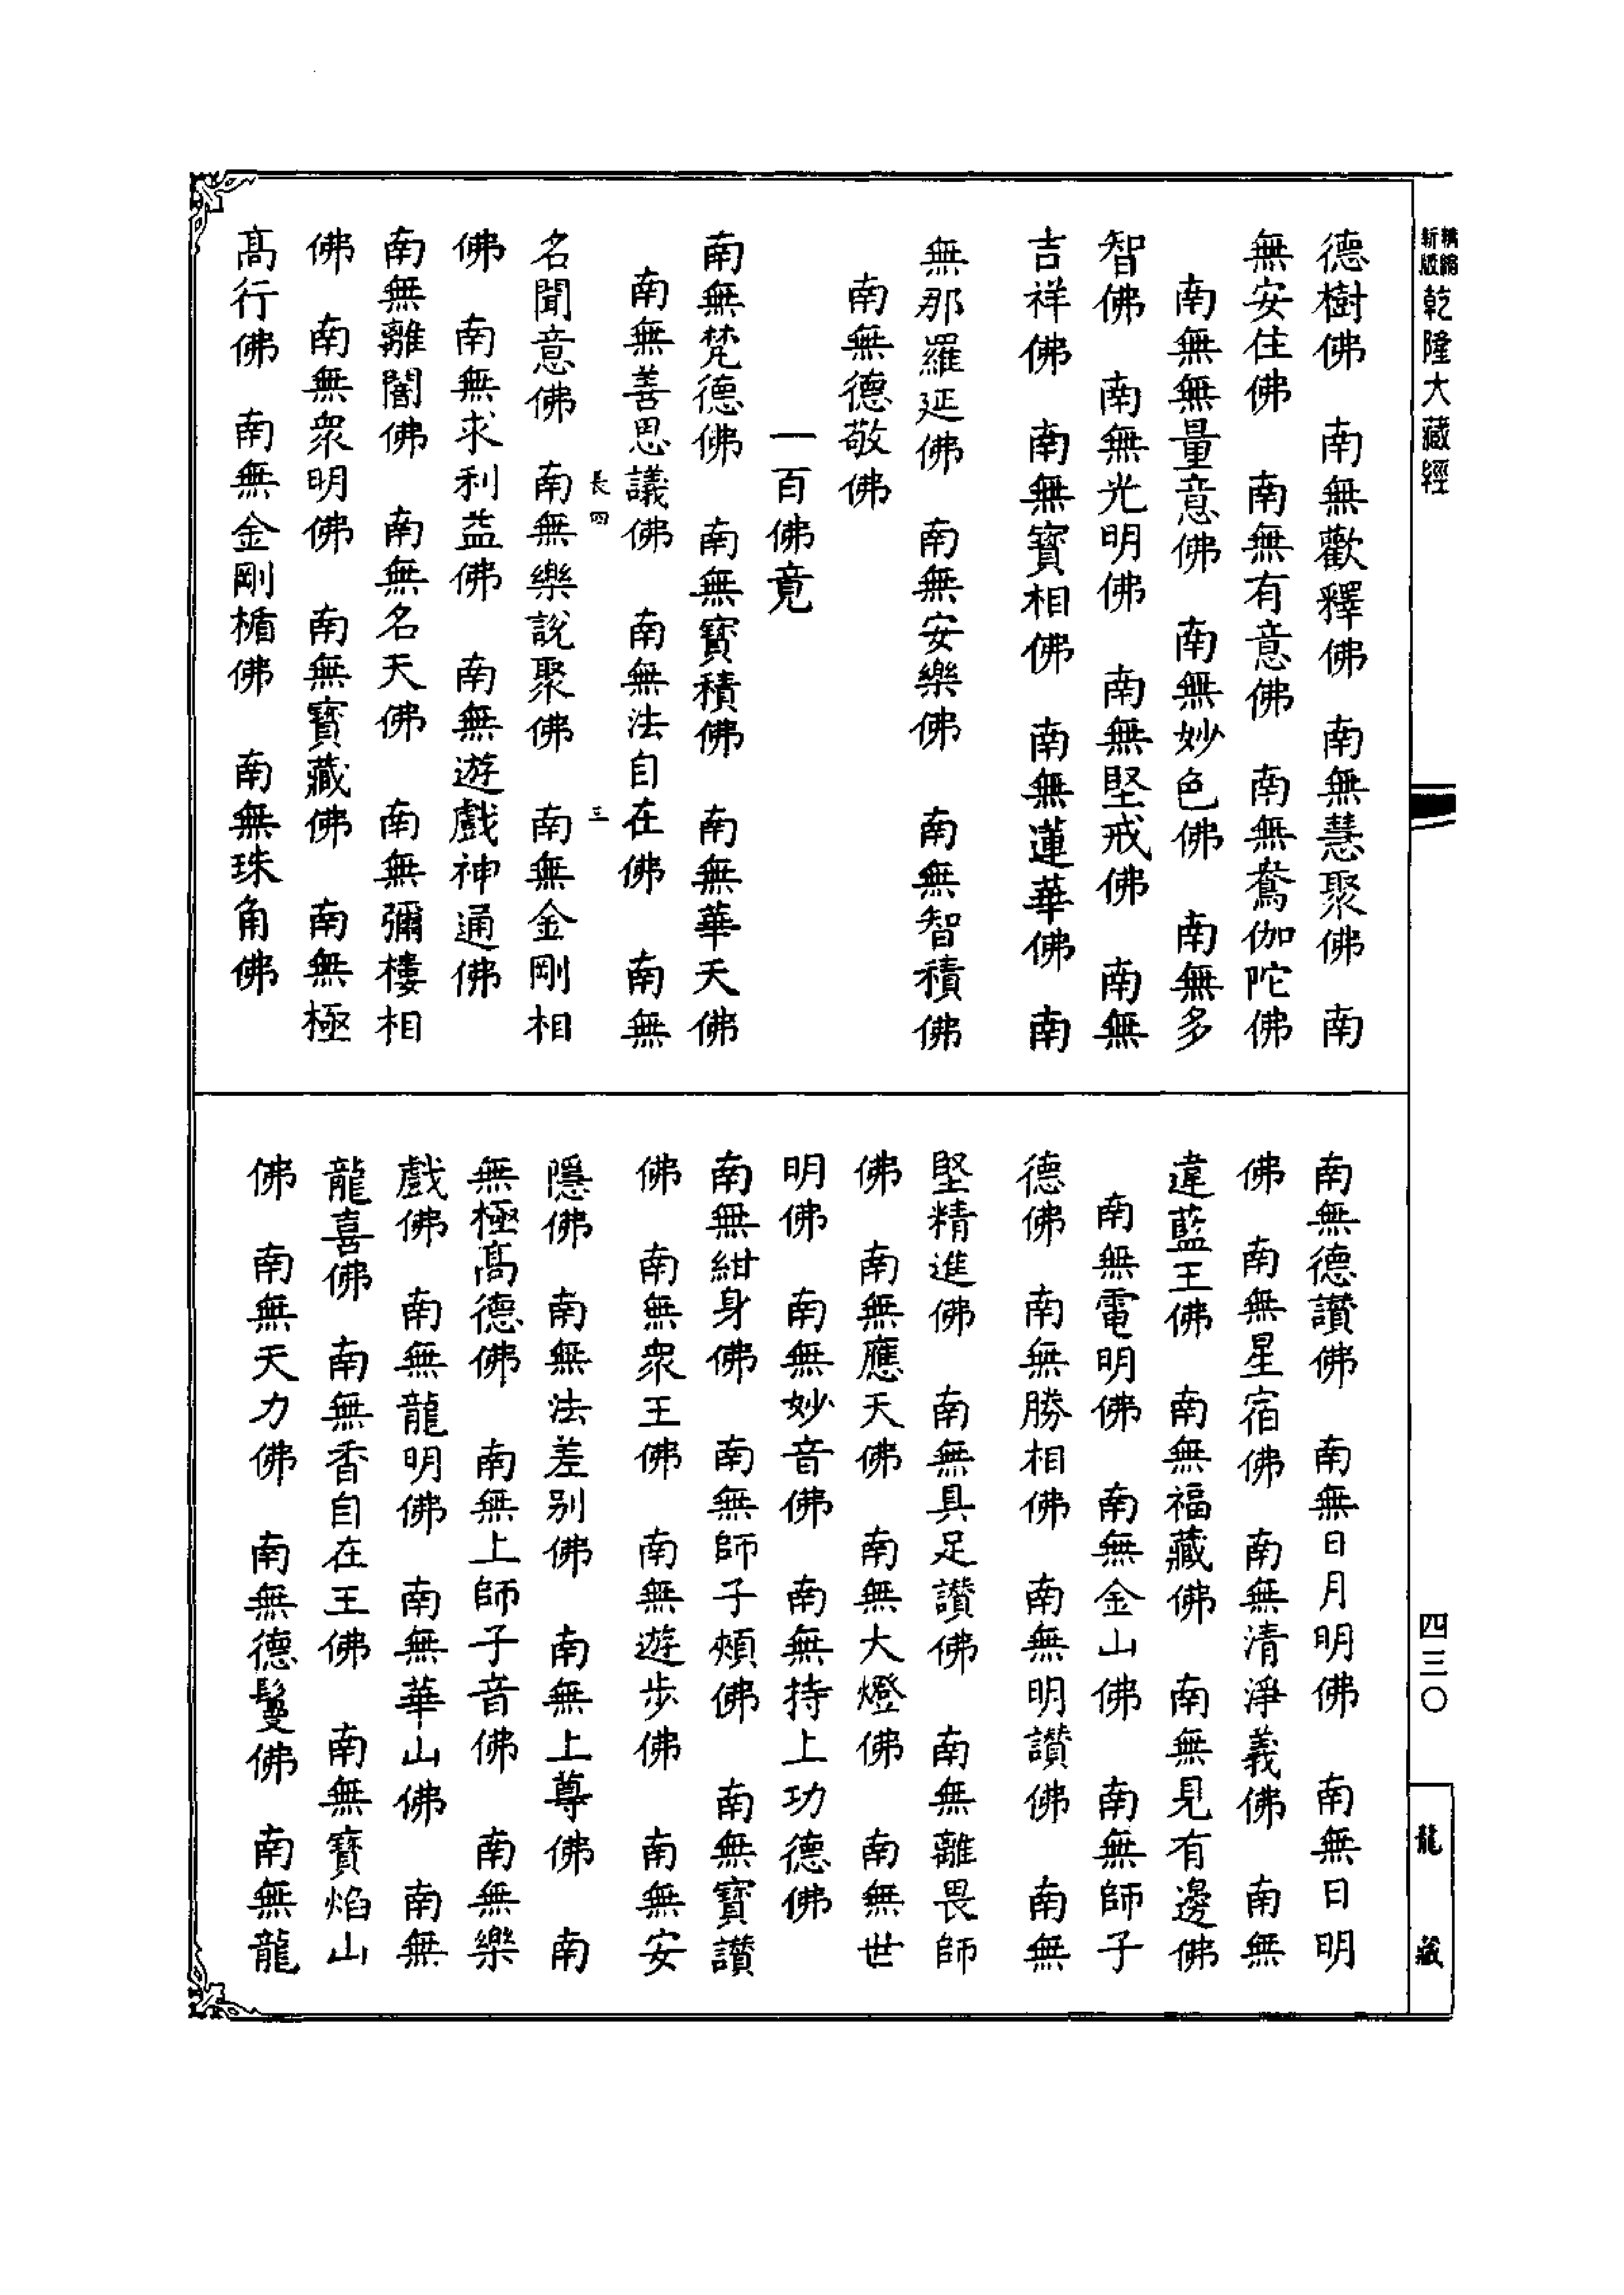 精縮新版乾隆大藏經
德樹佛　南無歡釋佛　南無慧聚佛　南
無安住佛　南無有意佛　南無鴦伽陀佛
南無無量意佛　南無妙色佛　南無多
智佛　南無光明佛　南無堅戒佛　南無
吉祥佛　南無寶相佛　南無蓮華佛　南
無那羅延佛　南無安樂佛　南無智積佛
南無德敬佛
一百佛竟
南無梵德佛　南無寶積佛　南無華天佛
南無善思議佛　南無法自在佛　南無
長四　三
名聞意佛　南無樂說聚佛　南無金剛相
佛　南無求利益佛　南無遊戲神通佛
南無離闇佛　南無名天佛　南無彌樓相
佛　南無眾明佛　南無寶藏佛　南無極
高行佛　南無金剛楯佛　南無珠角佛
南無德讚佛　南無日月明佛　南無日明
佛　南無星宿佛　南無清淨義佛　南無
違藍王佛　南無福藏佛　南無見有邊佛
南無電明佛　南無金山佛　南無師子
德佛　南無勝相佛　南無明讚佛　南無
堅精進佛　南無具足讚佛　南無離畏師
佛　南無應天佛　南無大燈佛　南無世
明佛　南無妙音佛　南無持上功德佛
南無紺身佛　南無師子頰佛　南無寶讚
佛　南無眾王佛　南無遊步佛　南無安
隱佛　南無法差别佛　南無上尊佛　南
無極高德佛　南無上師子音佛　南無樂
戲佛　南無龍明佛　南無華山佛　南無
龍喜佛　南無香自在王佛　南無寶焰山
佛　南無天力佛　南無德鬘佛　南無龍
四三〇
龍藏